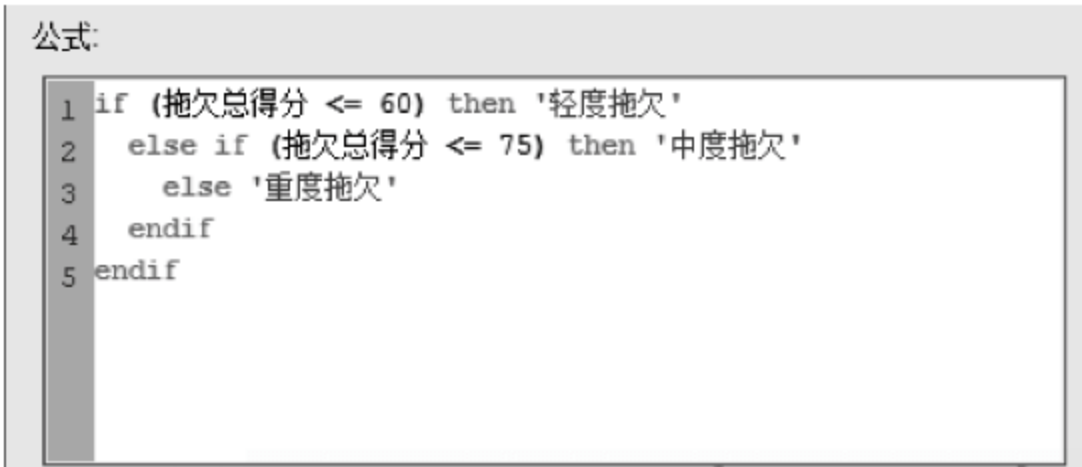 公式:
1 if (拖欠总得分 <= 60) then '轻度拖欠'
2 else if (拖欠总得分 <= 75) then '中度拖欠'
3 else '重度拖欠'
4 endif
5 endif